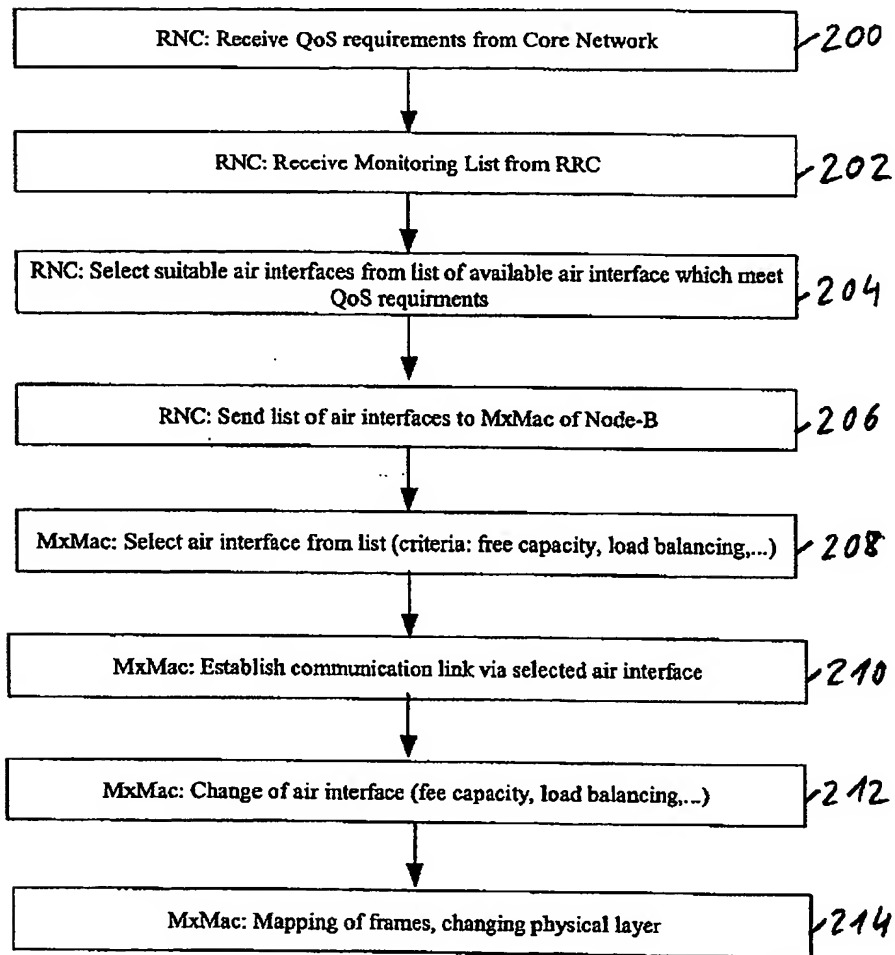 RNC: Receive QoS requirements from Core Network 200
RNC: Receive Monitoring List from RRC 202
RNC: Select suitable air interfaces from list of available air interface which meet
QoS requirments 204
RNC: Send list of air interfaces to MxMac of Node-B 206
MxMac: Select air interface from list (criteria: free capacity, load balancing,...) 208
MxMac: Establish communication link via selected air interface 210
MxMac: Change of air interface (fee capacity, load balancing,...) 212
MxMac: Mapping of frames, changing physical layer 214